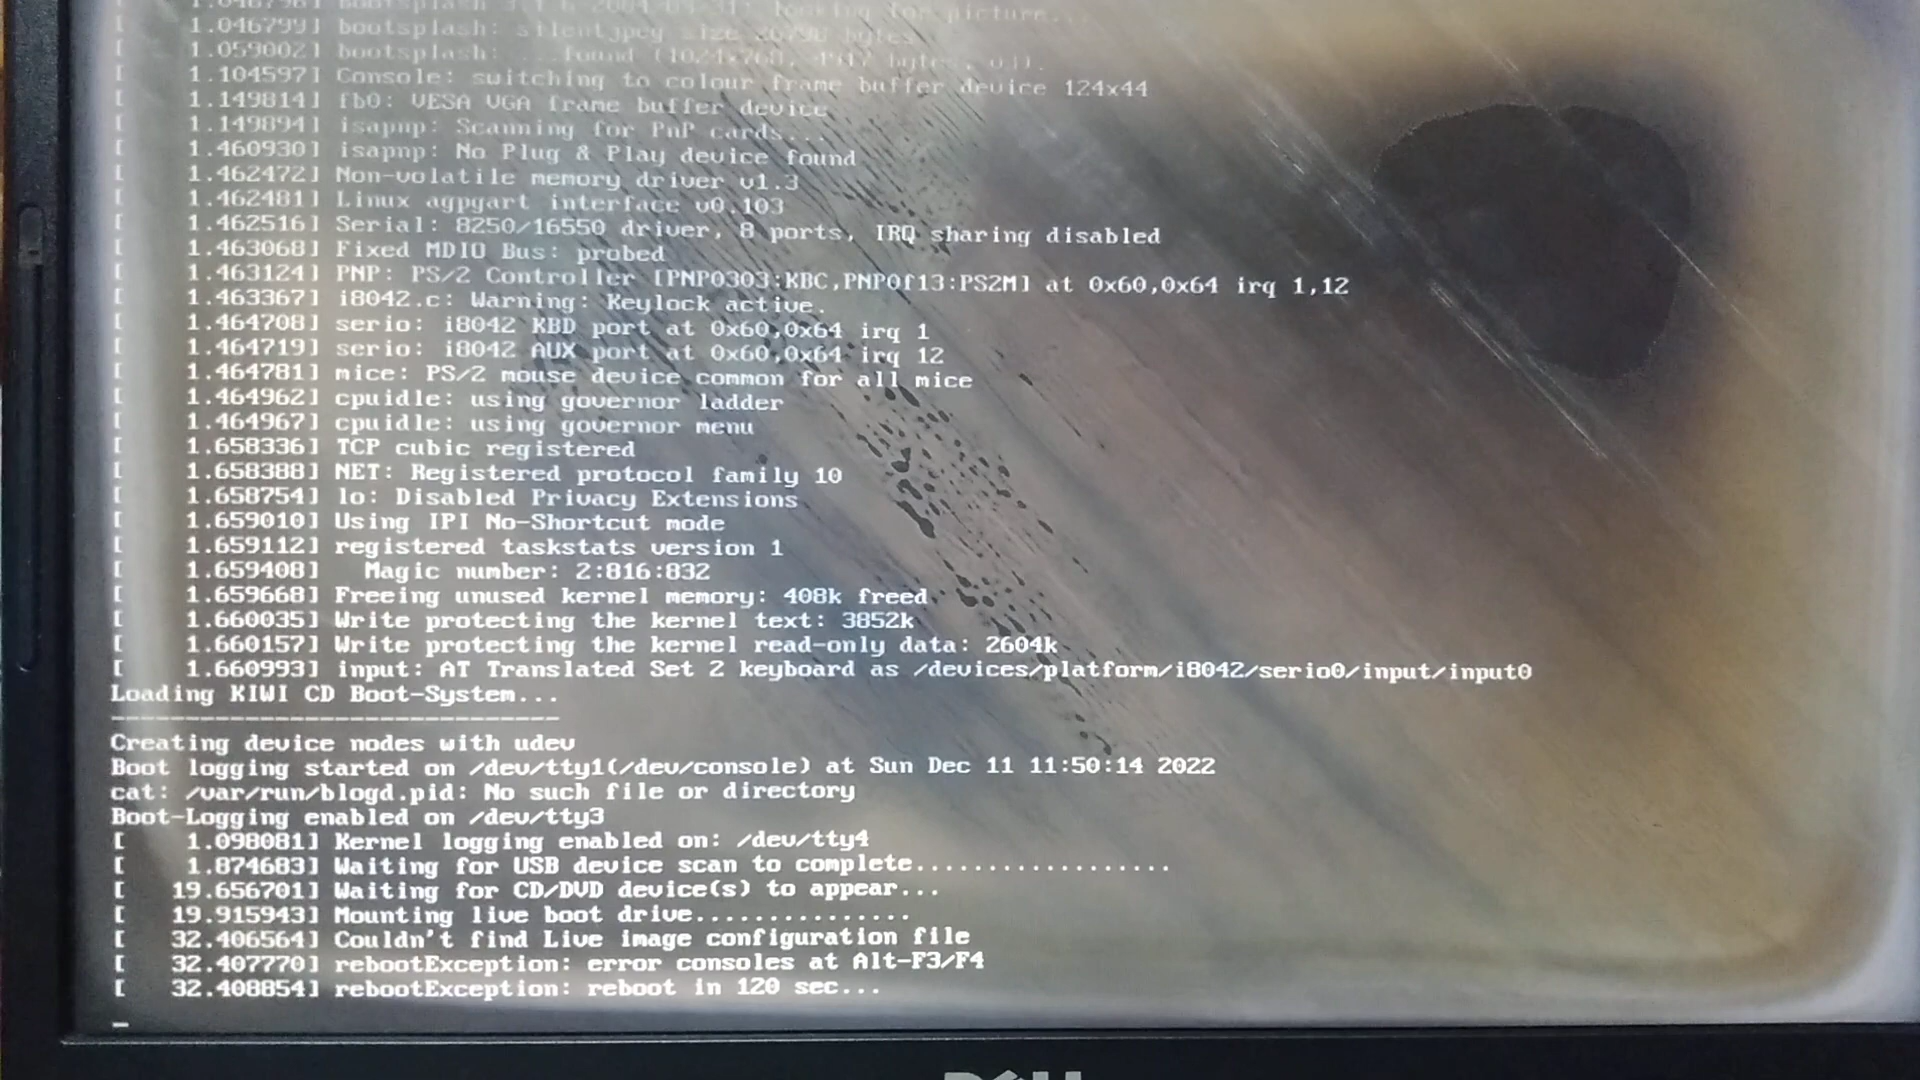 [    1.046799] bootsplash: silentjpeg size 26798 bytes
[    1.059002] bootsplash: ...found (1024x768,
[    1.104597] Console: switching to colour frame buffer device 124x44
[    1.149814] fb0: VESA VGA frame buffer device
[    1.149894] isapnp: Scanning for PnP cards...
[    1.460930] isapnp: No Plug & Play device found
[    1.462472] Non-volatile memory driver v1.3
[    1.462481] Linux agpgart interface v0.103
[    1.462516] Serial: 8250/16550 driver, 8 ports, IRQ sharing disabled
[    1.463068] Fixed MDIO Bus: probed
[    1.463124] PNP: PS/2 Controller [PNP0303:KBC,PNP0f13:PS2M] at 0x60,0x64 irq 1,12
[    1.463367] i8042.c: Warning: Keylock active.
[    1.464708] serio: i8042 KBD port at 0x60,0x64 irq 1
[    1.464719] serio: i8042 AUX port at 0x60,0x64 irq 12
[    1.464781] mice: PS/2 mouse device common for all mice
[    1.464962] cpuidle: using governor ladder
[    1.464967] cpuidle: using governor menu
[    1.658336] TCP cubic registered
[    1.658388] NET: Registered protocol family 10
[    1.658754] lo: Disabled Privacy Extensions
[    1.659010] Using IPI No-Shortcut mode
[    1.659112] registered taskstats version 1
[    1.659408]   Magic number: 2:816:832
[    1.659668] Freeing unused kernel memory: 408k freed
[    1.660035] Write protecting the kernel text: 3852k
[    1.660157] Write protecting the kernel read-only data: 2604k
[    1.660993] input: AT Translated Set 2 keyboard as /devices/platform/i8042/serio0/input/input0
Loading KIWI CD Boot-System...
------------------------------
Creating device nodes with udev
Boot logging started on /dev/tty1(/dev/console) at Sun Dec 11 11:50:14 2022
cat: /var/run/blogd.pid: No such file or directory
Boot-Logging enabled on /dev/tty3
[    1.098081] Kernel logging enabled on: /dev/tty4
[    1.874683] Waiting for USB device scan to complete.................
[   19.656701] Waiting for CD/DVD device(s) to appear...
[   19.915943] Mounting live boot drive...............
[   32.406564] Couldn't find Live image configuration file
[   32.407770] rebootException: error consoles at Alt-F3/F4
[   32.408854] rebootException: reboot in 120 sec...
DELL